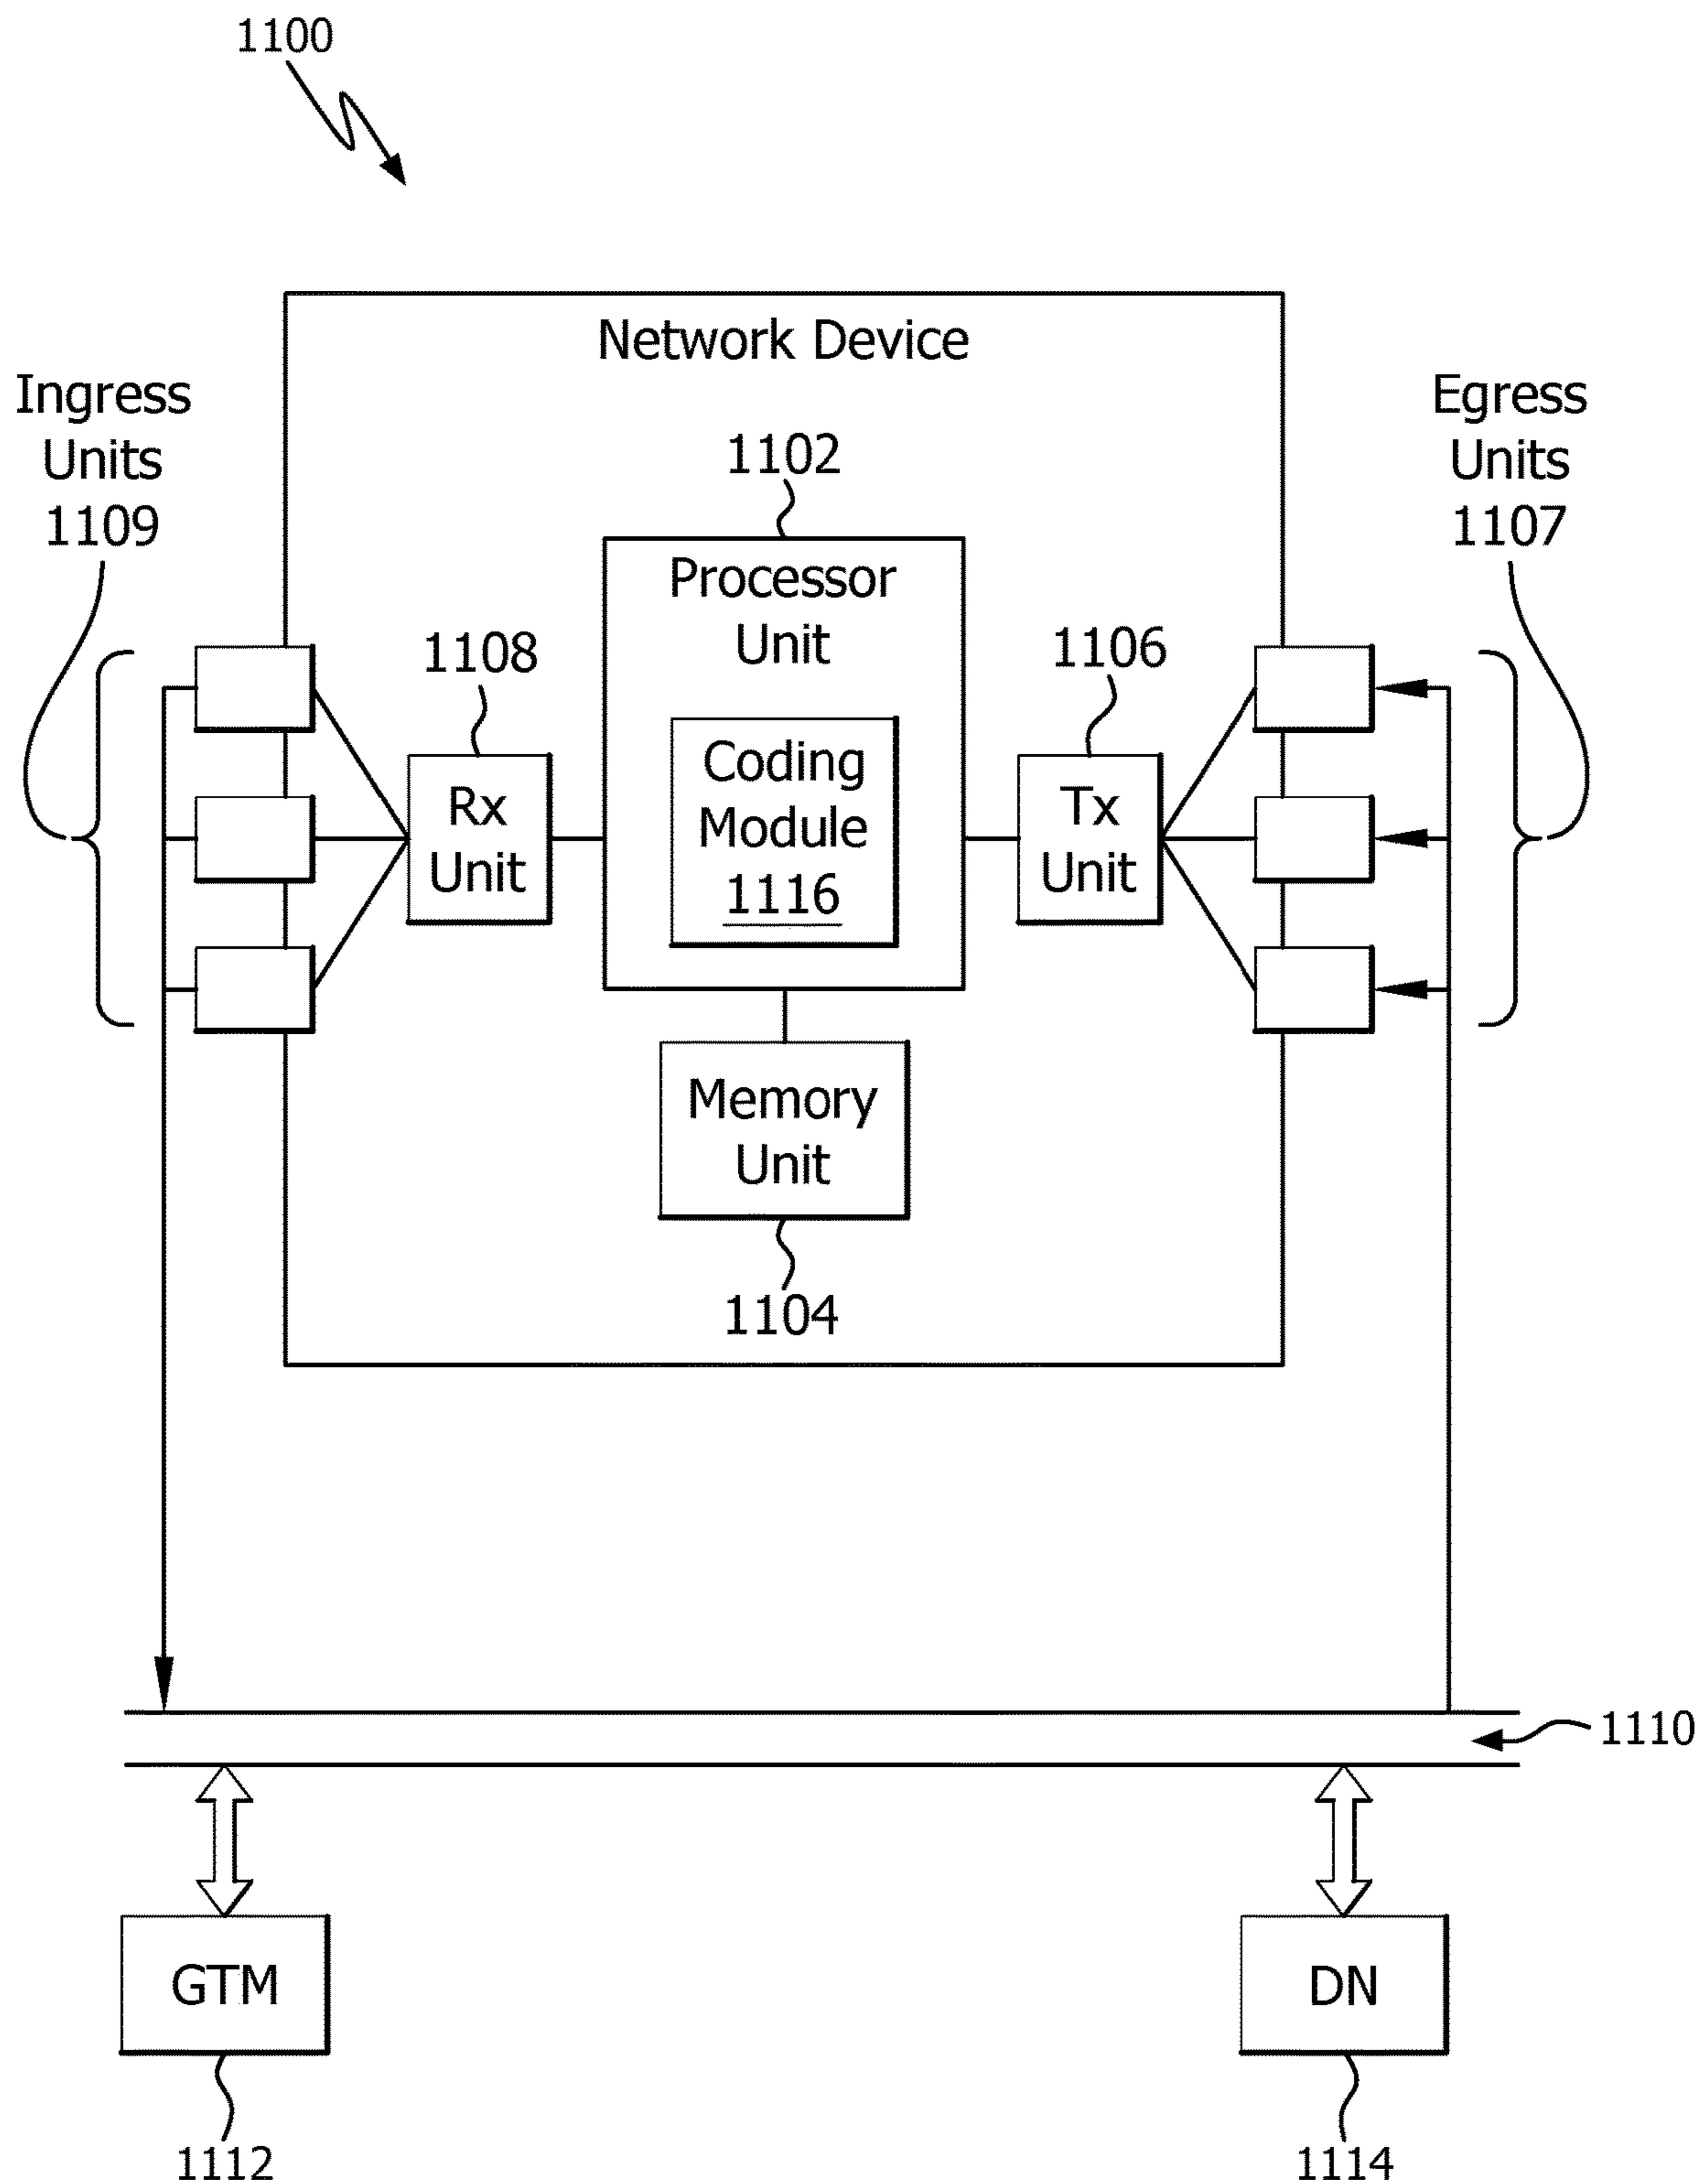 1100
Network Device
Ingress
Units
1109
Egress
Units
1107
1102
Processor
Unit
1108
1106
Rx
Unit
Coding
Module
1116
Tx
Unit
Memory
Unit
1104
1110
GTM
DN
1112
1114